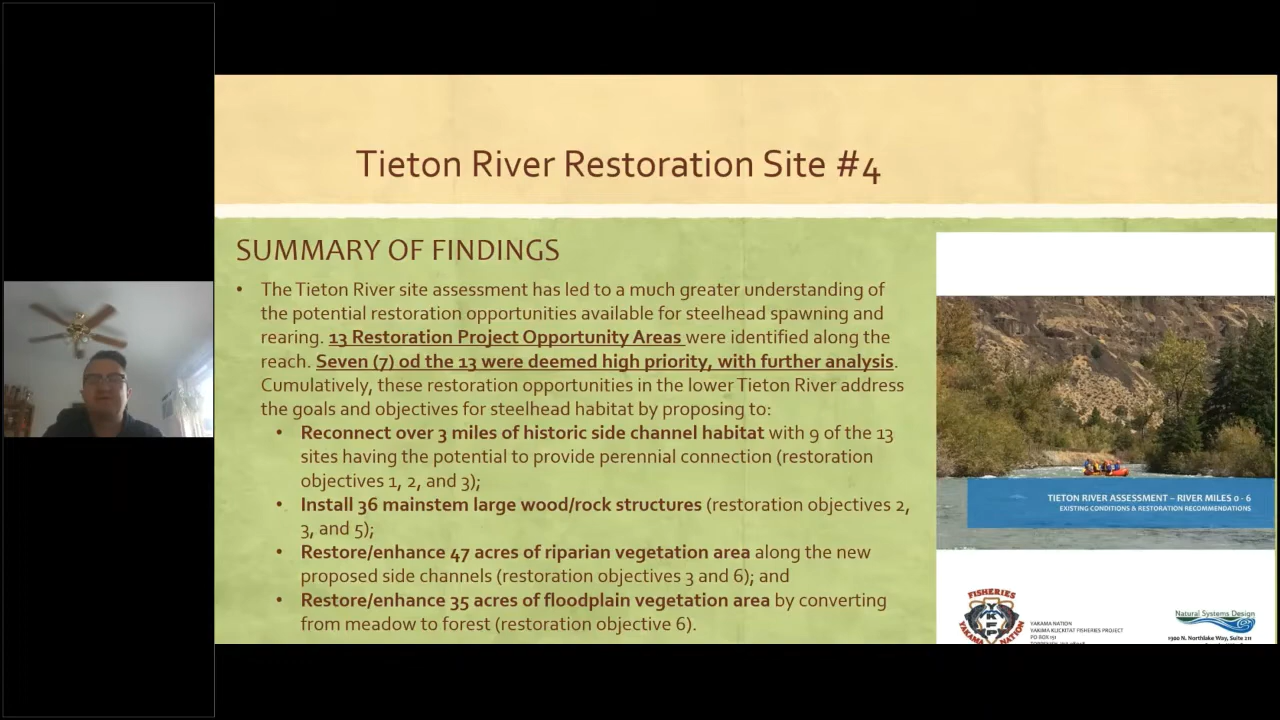 Tieton River Restoration Site #4
SUMMARY OF FINDINGS
• The Tieton River site assessment has led to a much greater understanding of
the potential restoration opportunities available for steelhead spawning and
rearing. 13 Restoration Project Opportunity Areas were identified along the
reach. Seven (7) od the 13 were deemed high priority, with further analysis.
Cumulatively, these restoration opportunities in the lower Tieton River address
the goals and objectives for steelhead habitat by proposing to:
• Reconnect over 3 miles of historic side channel habitat with 9 of the 13
sites having the potential to provide perennial connection (restoration
objectives 1, 2, and 3);
• Install 36 mainstem large wood/rock structures (restoration objectives 2,
3, and 5);
• Restore/enhance 47 acres of riparian vegetation area along the new
proposed side channels (restoration objectives 3 and 6); and
• Restore/enhance 35 acres of floodplain vegetation area by converting
from meadow to forest (restoration objective 6).
TIETON RIVER ASSESSMENT – RIVER MILES 0 - 6
EXISTING CONDITIONS & RESTORATION RECOMMENDATIONS
FISHERIES
YKFP
YAKAMA NATION
YAKAMA NATION
YAKIMA KLICKITAT FISHERIES PROJECT
PO BOX 151
Natural Systems Design
1900 N. Northlake Way, Suite 211